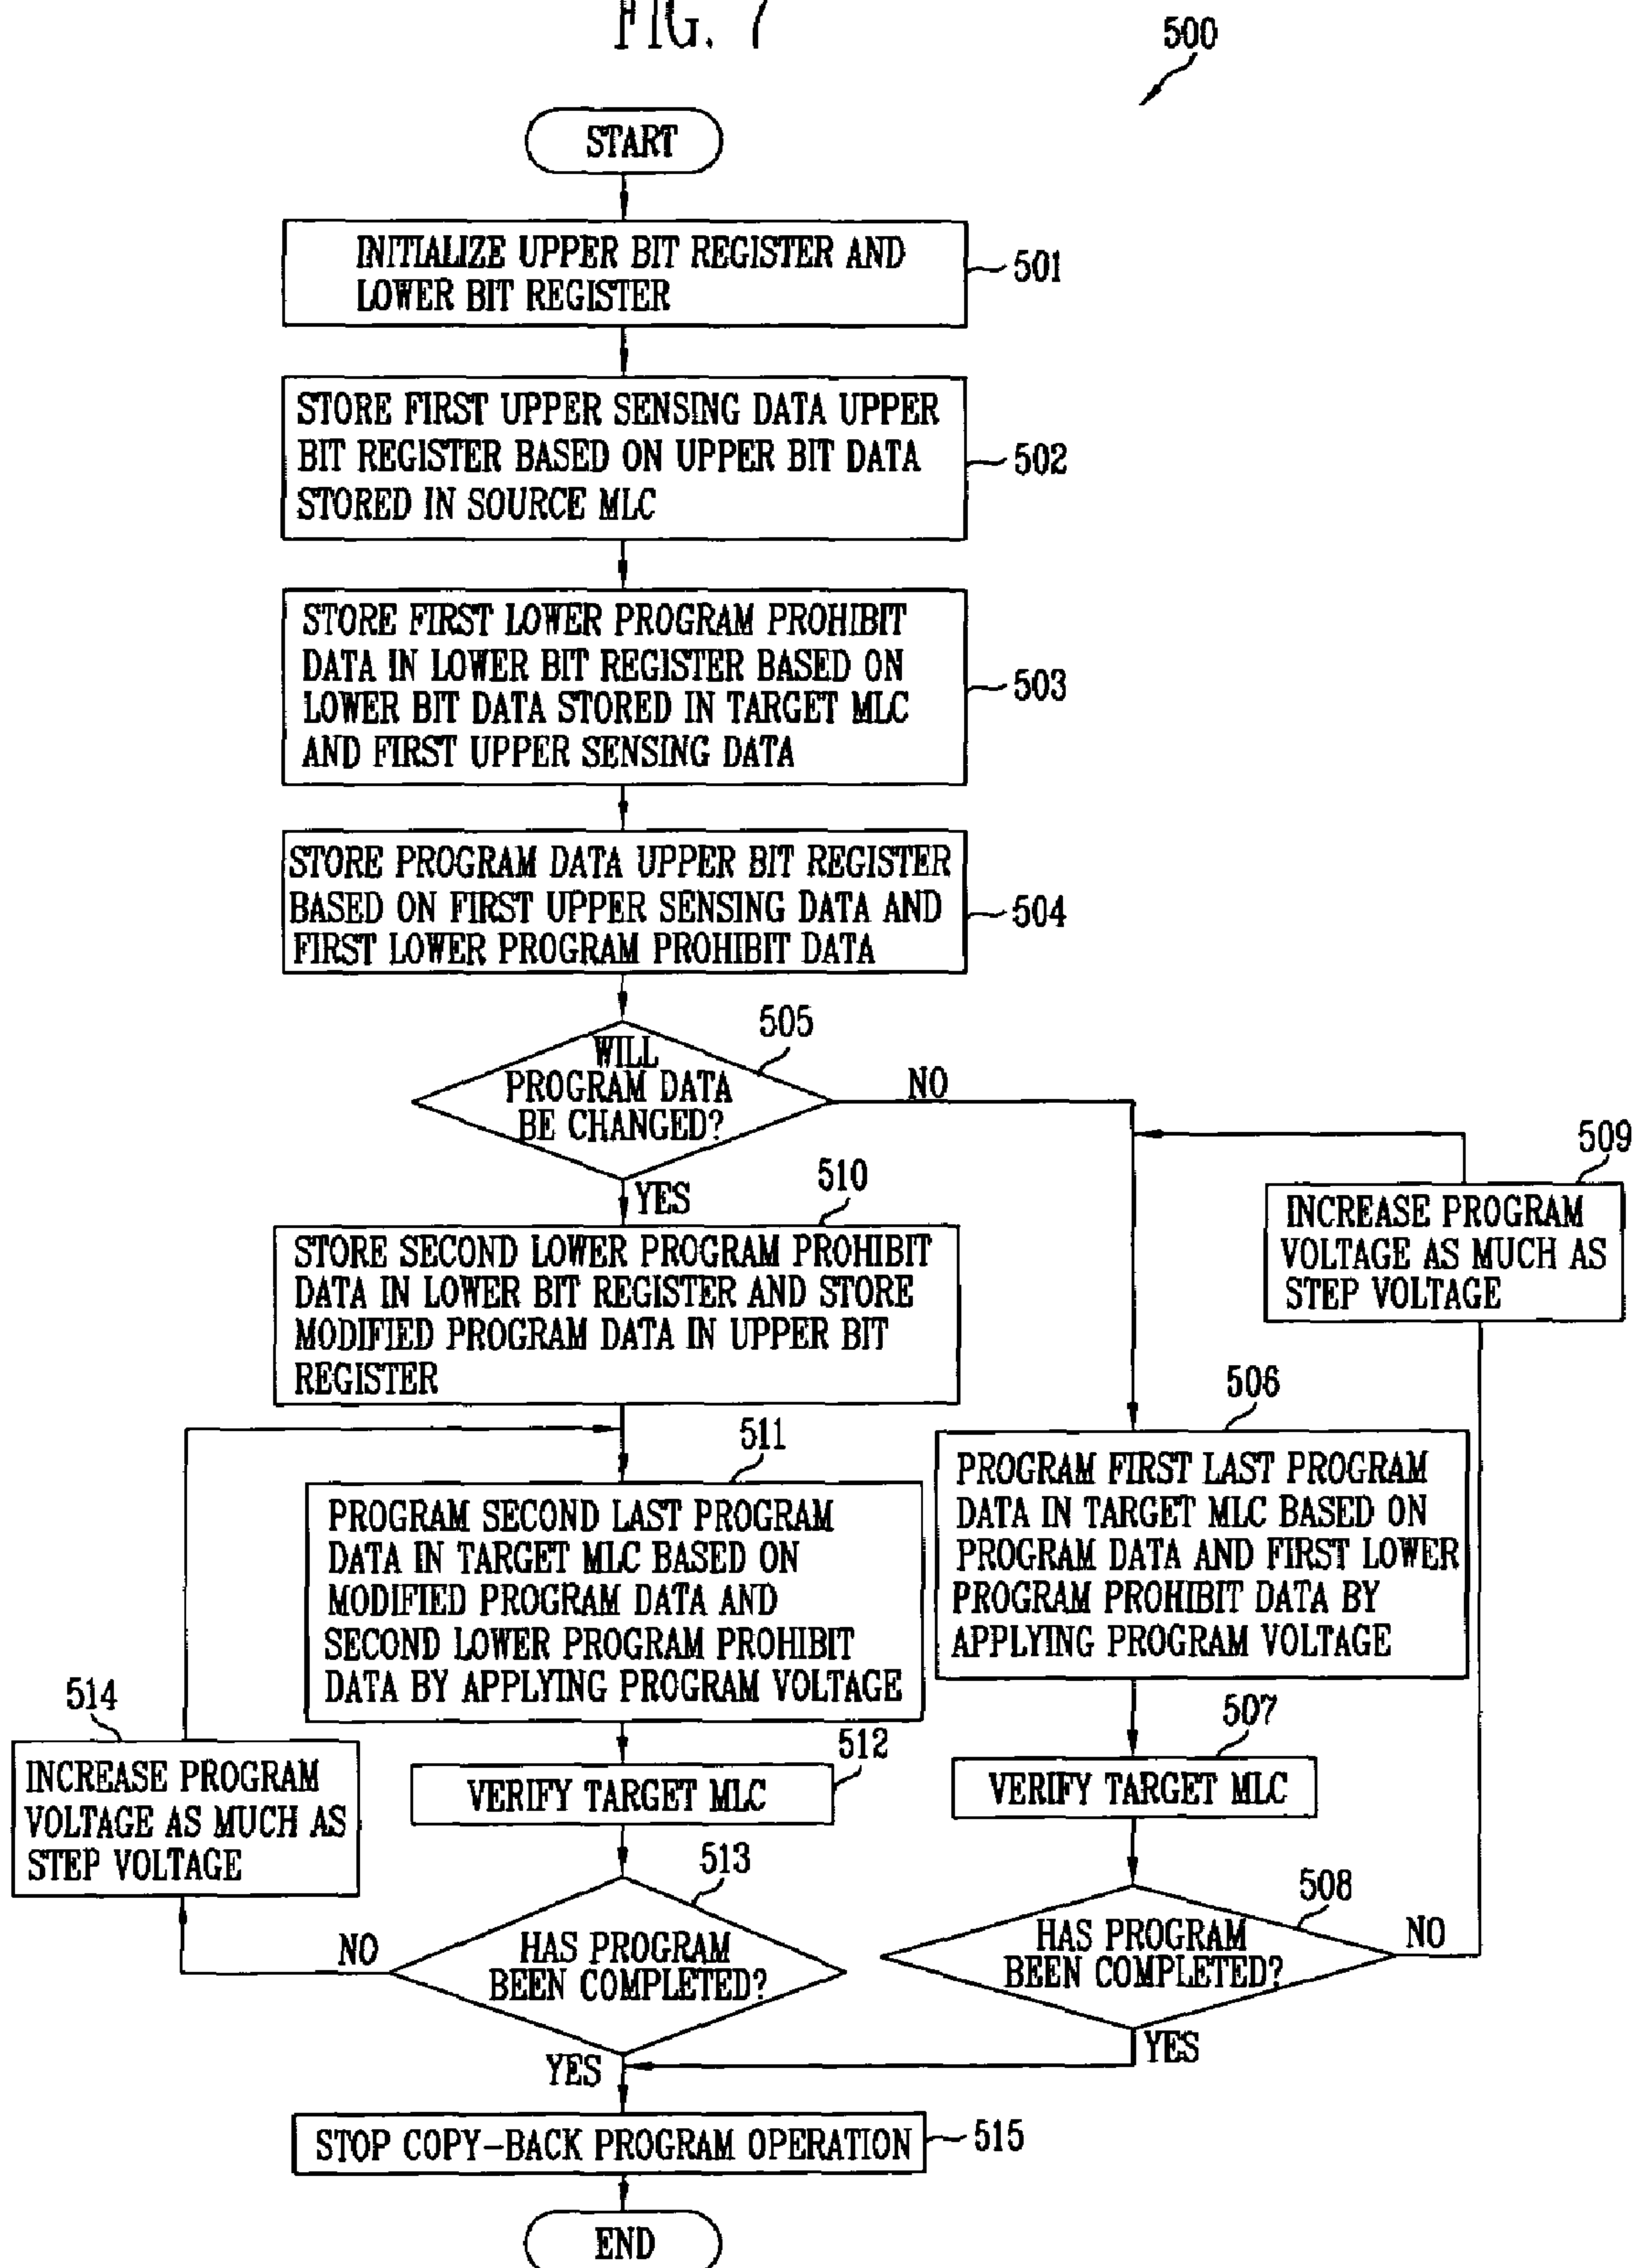 FIG. 7
500
START
INITIALIZE UPPER BIT REGISTER AND
LOWER BIT REGISTER
501
STORE FIRST UPPER SENSING DATA UPPER
BIT REGISTER BASED ON UPPER BIT DATA
STORED IN SOURCE MLC
502
STORE FIRST LOWER PROGRAM PROHIBIT
DATA IN LOWER BIT REGISTER BASED ON
LOWER BIT DATA STORED IN TARGET MLC
AND FIRST UPPER SENSING DATA
503
STORE PROGRAM DATA UPPER BIT REGISTER
BASED ON FIRST UPPER SENSING DATA AND
FIRST LOWER PROGRAM PROHIBIT DATA
504
505
WILL
PROGRAM DATA
BE CHANGED?
NO
YES
510
STORE SECOND LOWER PROGRAM PROHIBIT
DATA IN LOWER BIT REGISTER AND STORE
MODIFIED PROGRAM DATA IN UPPER BIT
REGISTER
509
INCREASE PROGRAM
VOLTAGE AS MUCH AS
STEP VOLTAGE
511
PROGRAM SECOND LAST PROGRAM
DATA IN TARGET MLC BASED ON
MODIFIED PROGRAM DATA AND
SECOND LOWER PROGRAM PROHIBIT
DATA BY APPLYING PROGRAM VOLTAGE
506
PROGRAM FIRST LAST PROGRAM
DATA IN TARGET MLC BASED ON
PROGRAM DATA AND FIRST LOWER
PROGRAM PROHIBIT DATA BY
APPLYING PROGRAM VOLTAGE
514
INCREASE PROGRAM
VOLTAGE AS MUCH AS
STEP VOLTAGE
512
VERIFY TARGET MLC
507
VERIFY TARGET MLC
513
HAS PROGRAM
BEEN COMPLETED?
NO
YES
508
HAS PROGRAM
BEEN COMPLETED?
NO
YES
STOP COPY-BACK PROGRAM OPERATION
515
END